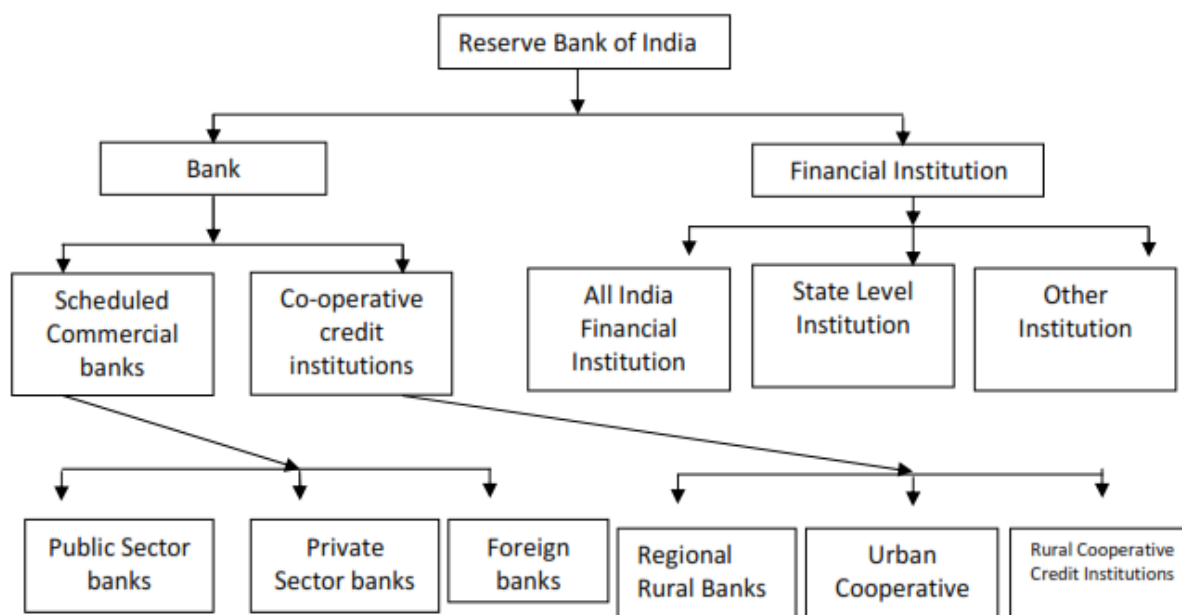 Reserve Bank of India
Bank
Financial Institution
Scheduled
Commercial
banks
Co-operative
credit
institutions
All India
Financial
Institution
State Level
Institution
Other
Institution
Public Sector
banks
Private
Sector banks
Foreign
banks
Regional
Rural Banks
Urban
Cooperative
Rural Cooperative
Credit Institutions